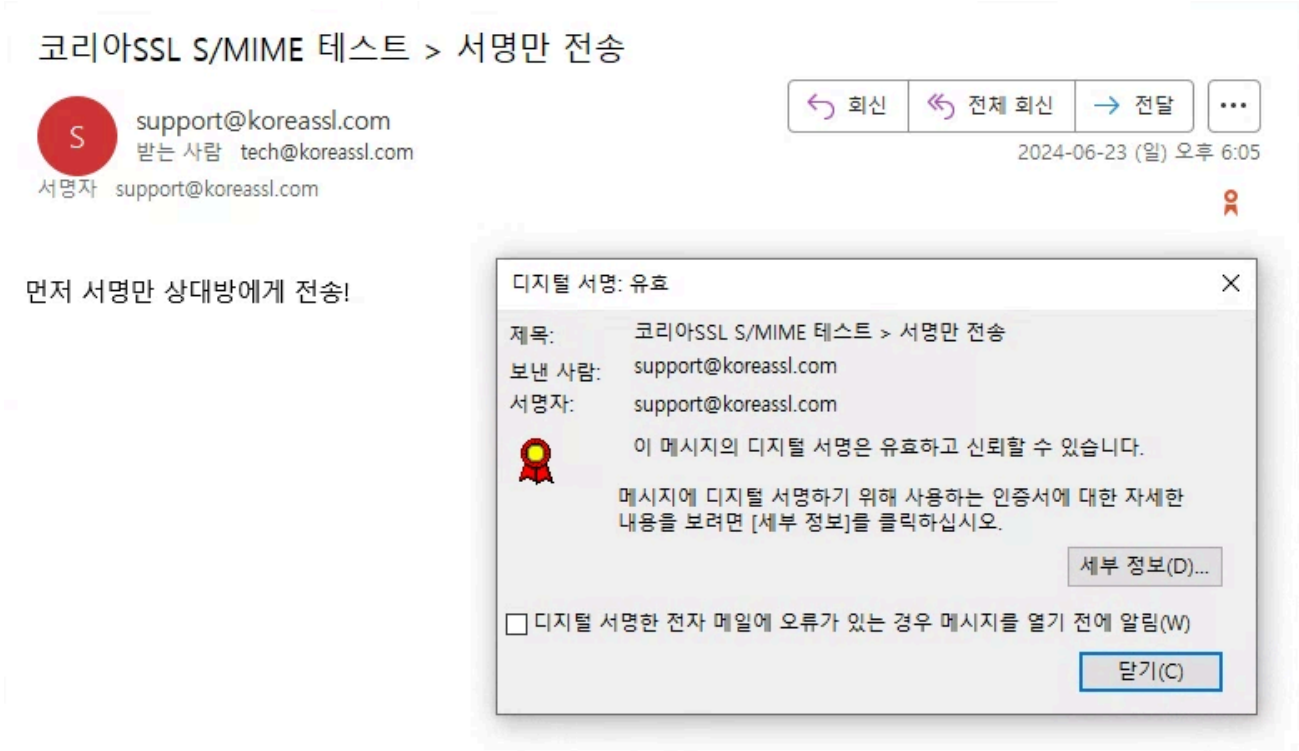 코리아SSL S/MIME 테스트 > 서명만 전송
S
support@koreassl.com
받는 사람 tech@koreassl.com
서명자 support@koreassl.com
회신 전체 회신 전달 ...
2024-06-23 (일) 오후 6:05
먼저 서명만 상대방에게 전송!
디지털 서명: 유효
제목: 코리아SSL S/MIME 테스트 > 서명만 전송
보낸 사람: support@koreassl.com
서명자: support@koreassl.com
이 메시지의 디지털 서명은 유효하고 신뢰할 수 있습니다.
메시지에 디지털 서명하기 위해 사용하는 인증서에 대한 자세한
내용을 보려면 [세부 정보]를 클릭하십시오.
세부 정보(D)...
디지털 서명한 전자 메일에 오류가 있는 경우 메시지를 열기 전에 알림(W)
닫기(C)